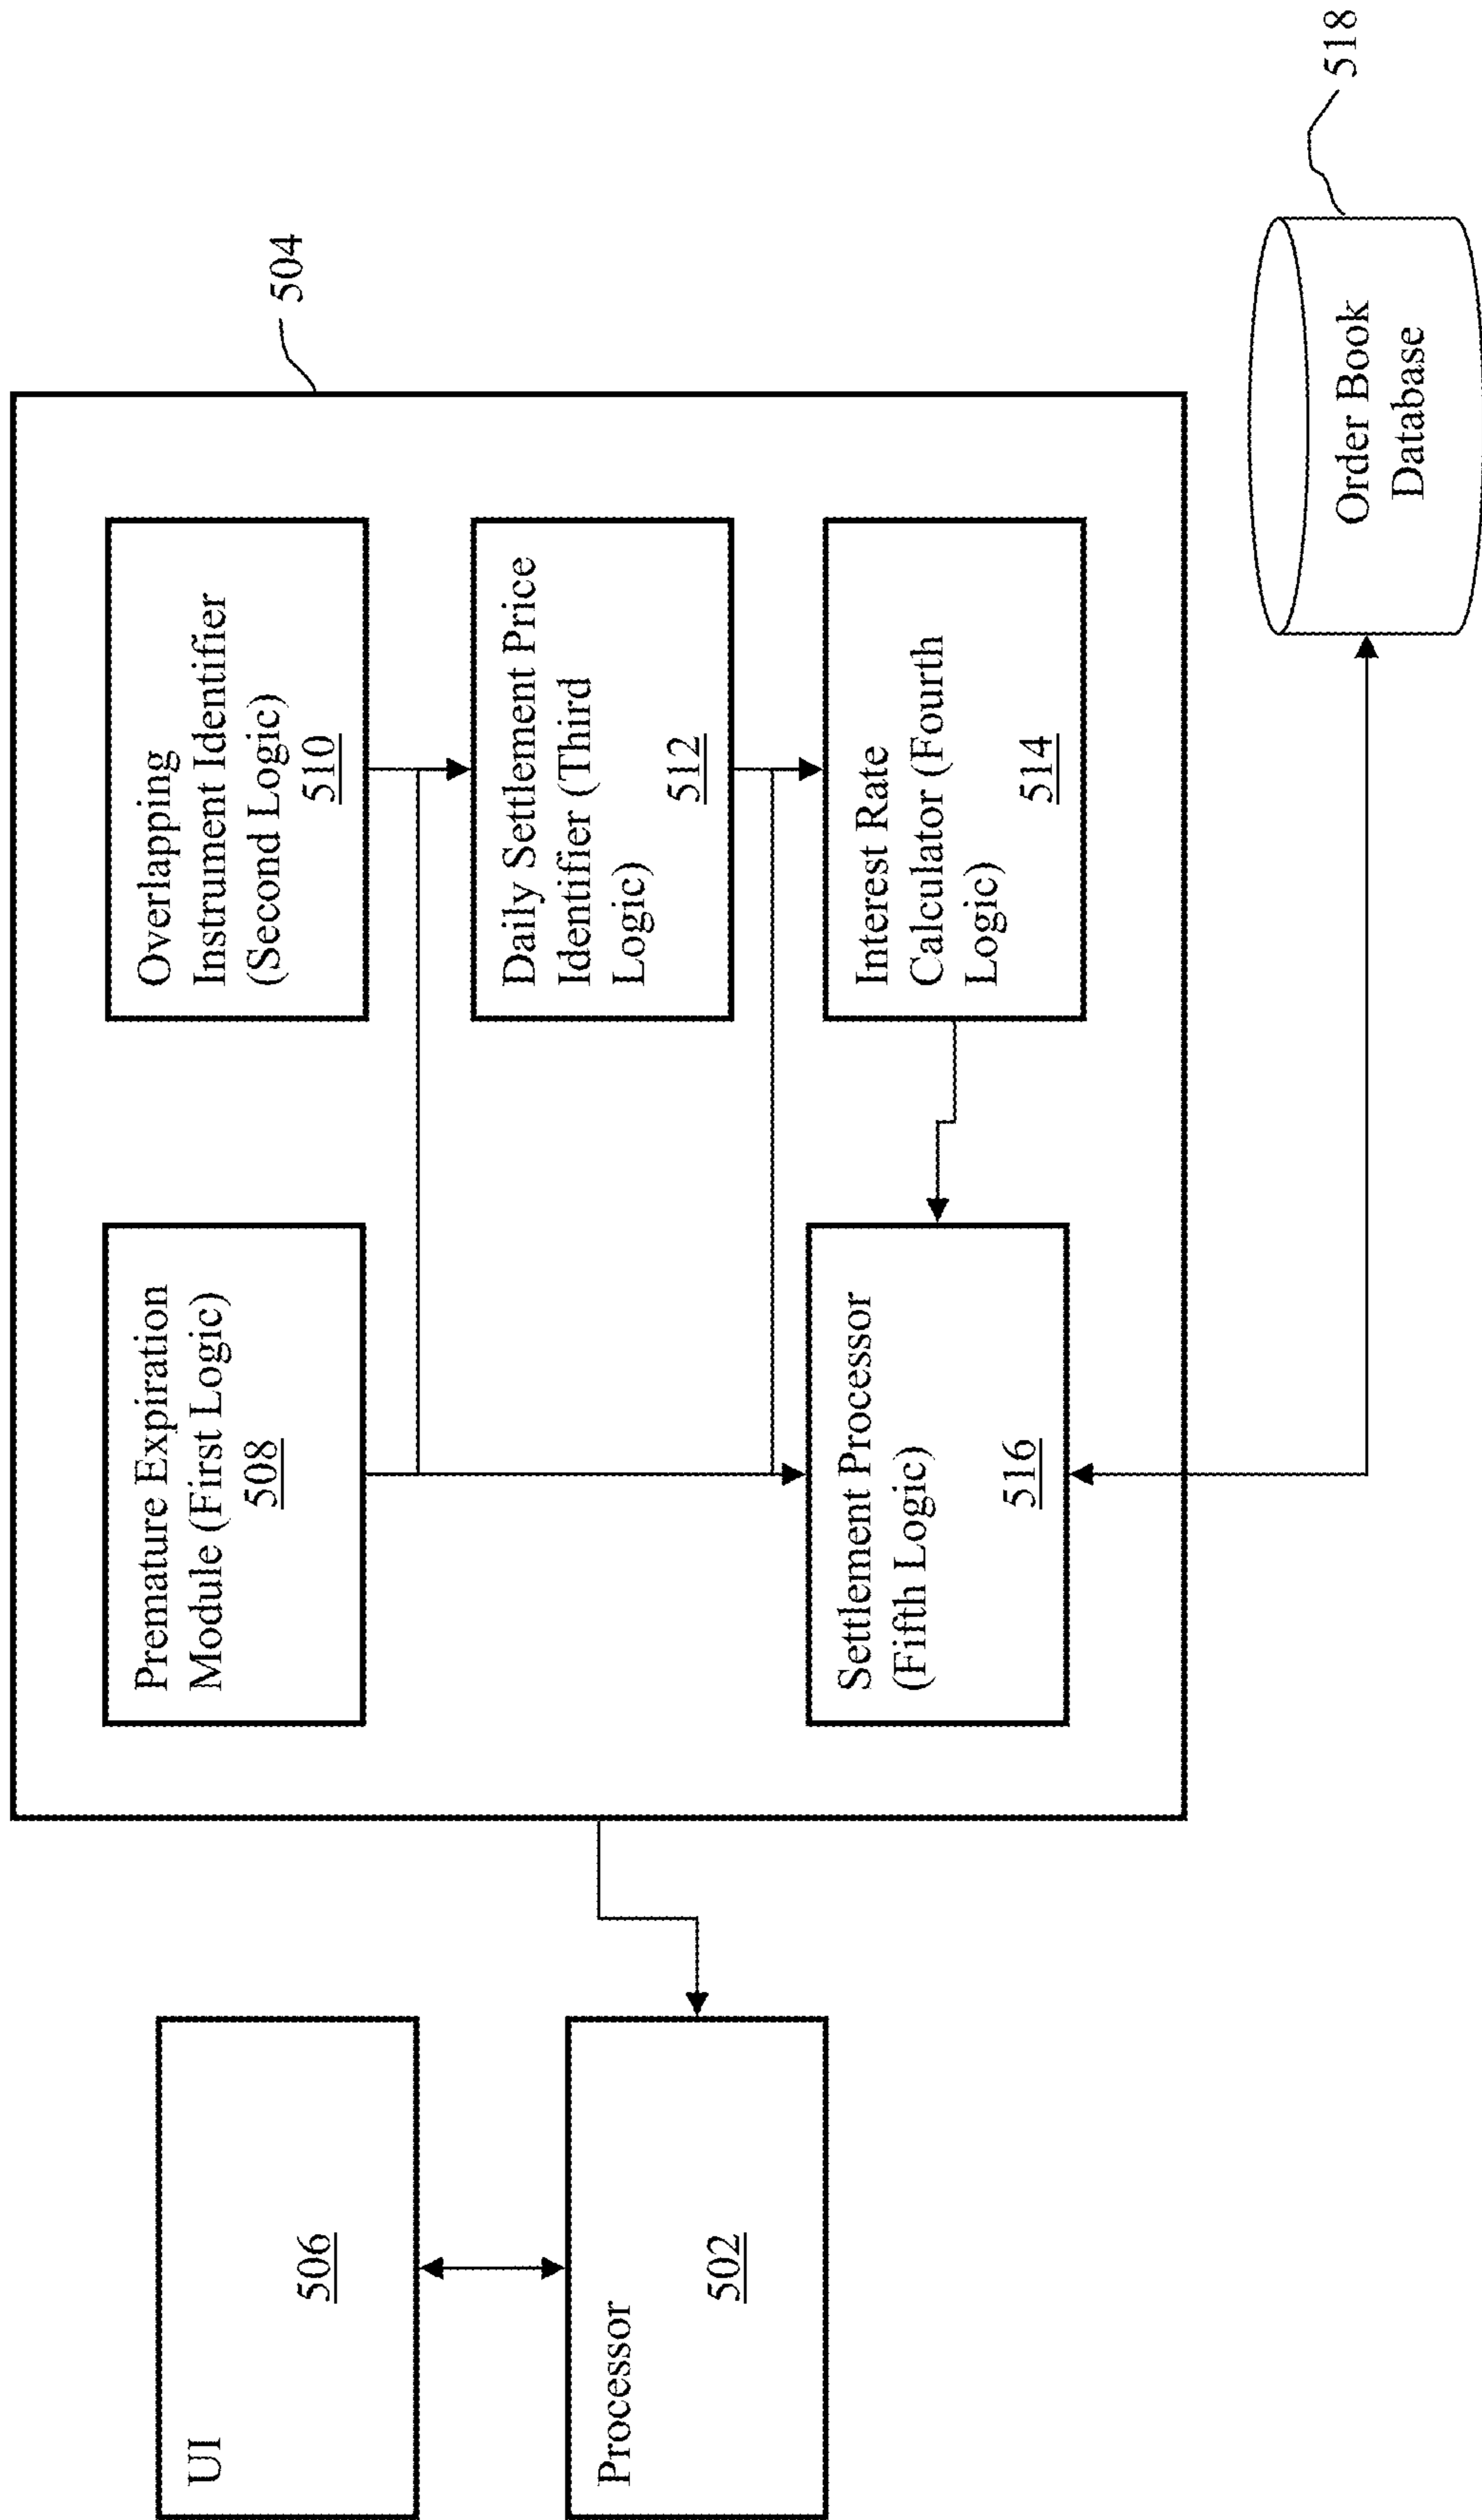 UI
506
Processor
502
504
Premature Expiration
Module (First Logic)
508
Overlapping
Instrument Identifier
(Second Logic)
510
Daily Settlement Price
Identifier (Third
Logic)
512
Settlement Processor
(Fifth Logic)
516
Interest Rate
Calculator (Fourth
Logic)
514
Order Book
Database
518